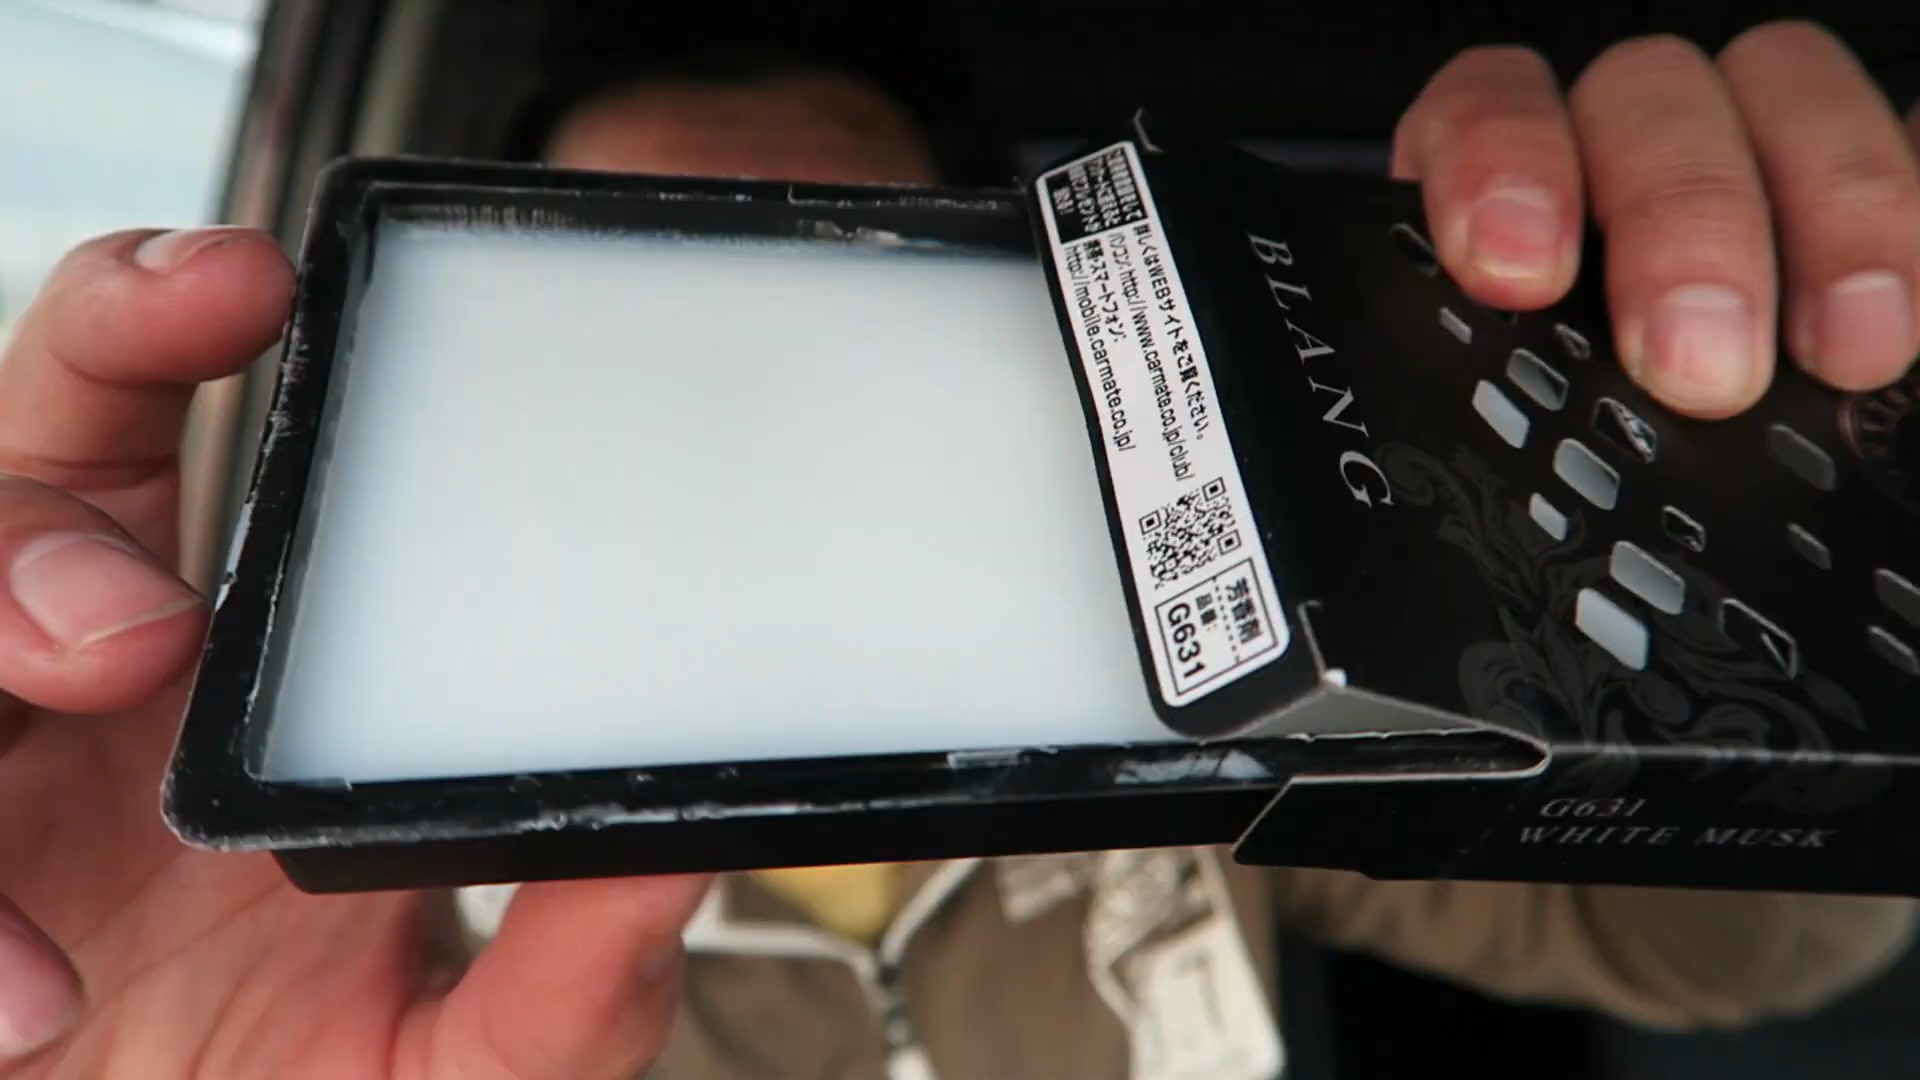 詳しくはWEBサイトをご覧ください。
パソコン: http://www.carmate.co.jp/club/
携帯・スマートフォン:
http://mobile.carmate.co.jp/
芳香剤
品番:
G631
BLANG
G631
WHITE MUSK